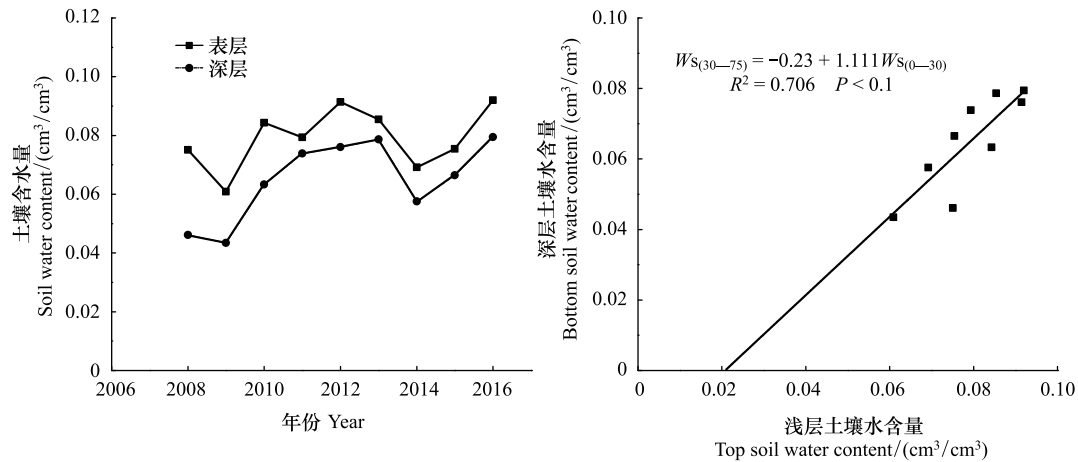 0.12
0.10
0.08
0.06
0.04
0.02
0
2006
2008
2010
2012
2014
2016
表层
深层
土壤含水量
Soil water content/(cm³/cm³)
年份 Year
0.10
0.08
0.06
0.04
0.02
0
0
0.02
0.04
0.06
0.08
0.10
WS(30—75) = −0.23 + 1.111WS(0—30)
R² = 0.706 P < 0.1
深层土壤水含量
Bottom soil water content/(cm³/cm³)
浅层土壤水含量
Top soil water content/(cm³/cm³)